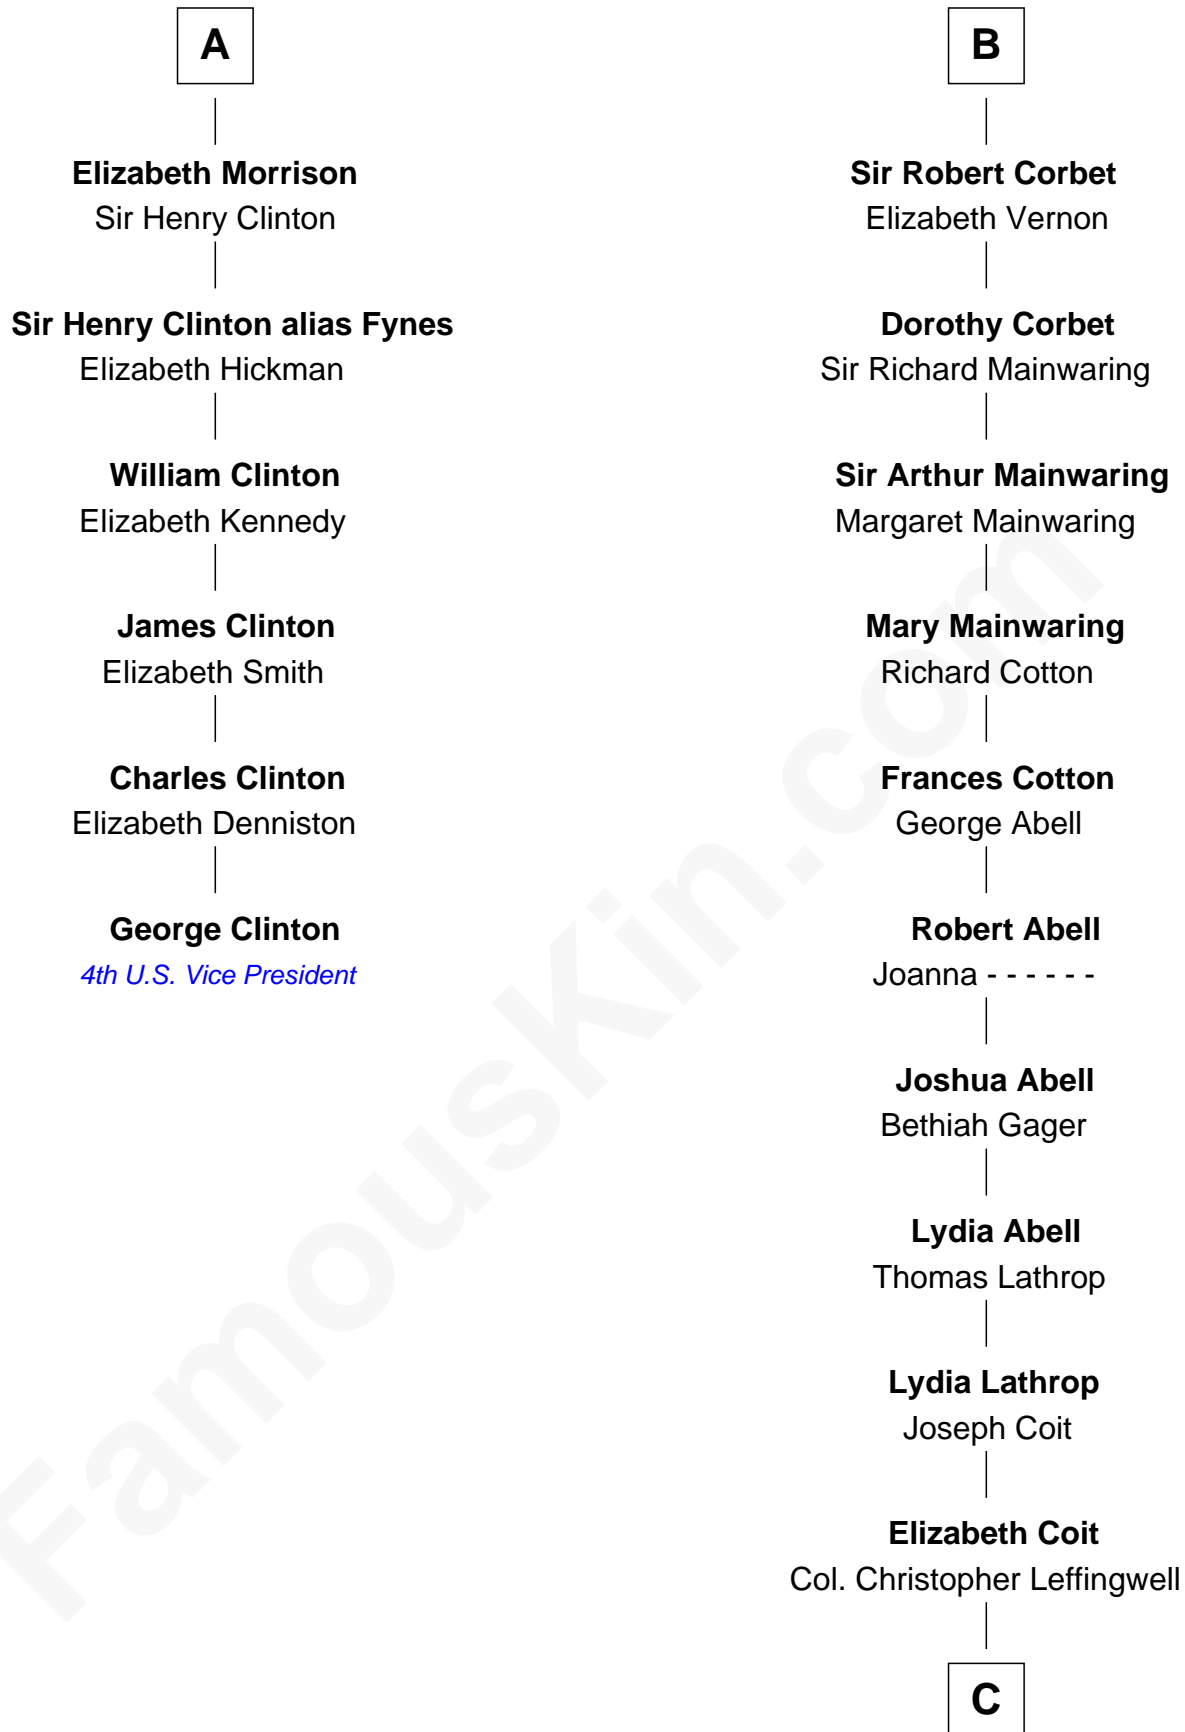 A
Elizabeth Morrison
Sir Henry Clinton
Sir Henry Clinton alias Fynes
Elizabeth Hickman
William Clinton
Elizabeth Kennedy
James Clinton
Elizabeth Smith
Charles Clinton
Elizabeth Denniston
George Clinton
4th U.S. Vice President
B
Sir Robert Corbet
Elizabeth Vernon
Dorothy Corbet
Sir Richard Mainwaring
Sir Arthur Mainwaring
Margaret Mainwaring
Mary Mainwaring
Richard Cotton
Frances Cotton
George Abell
Robert Abell
Joanna - - - - - -
Joshua Abell
Bethiah Gager
Lydia Abell
Thomas Lathrop
Lydia Lathrop
Joseph Coit
Elizabeth Coit
Col. Christopher Leffingwell
C
FamousKin.com